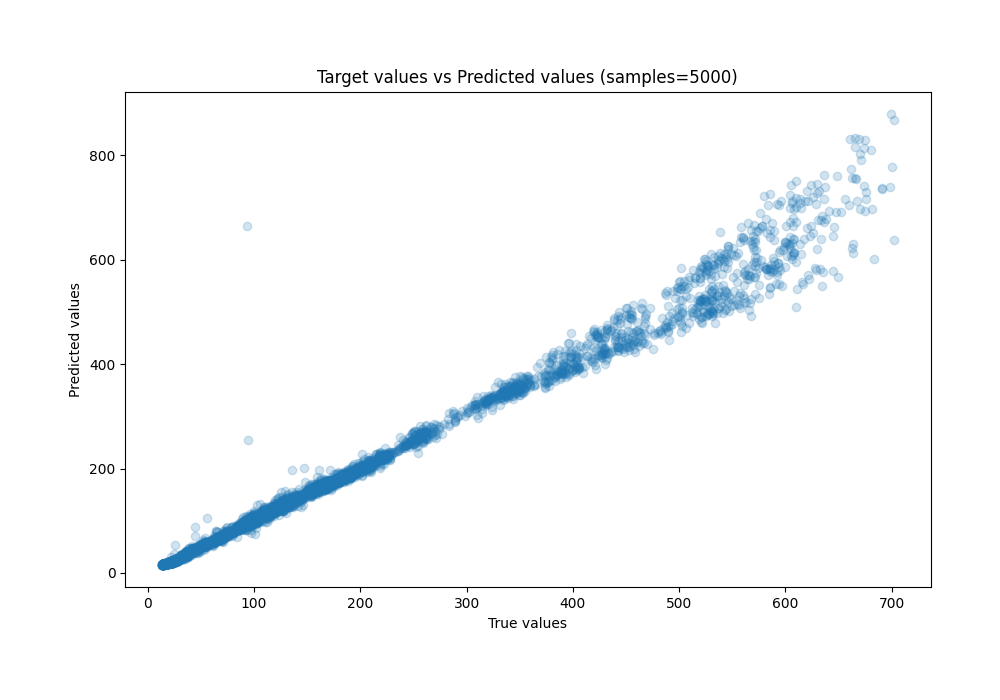 Target values vs Predicted values (samples=5000)
Predicted values
800
600
400
200
0
0 100 200 300 400 500 600 700
True values